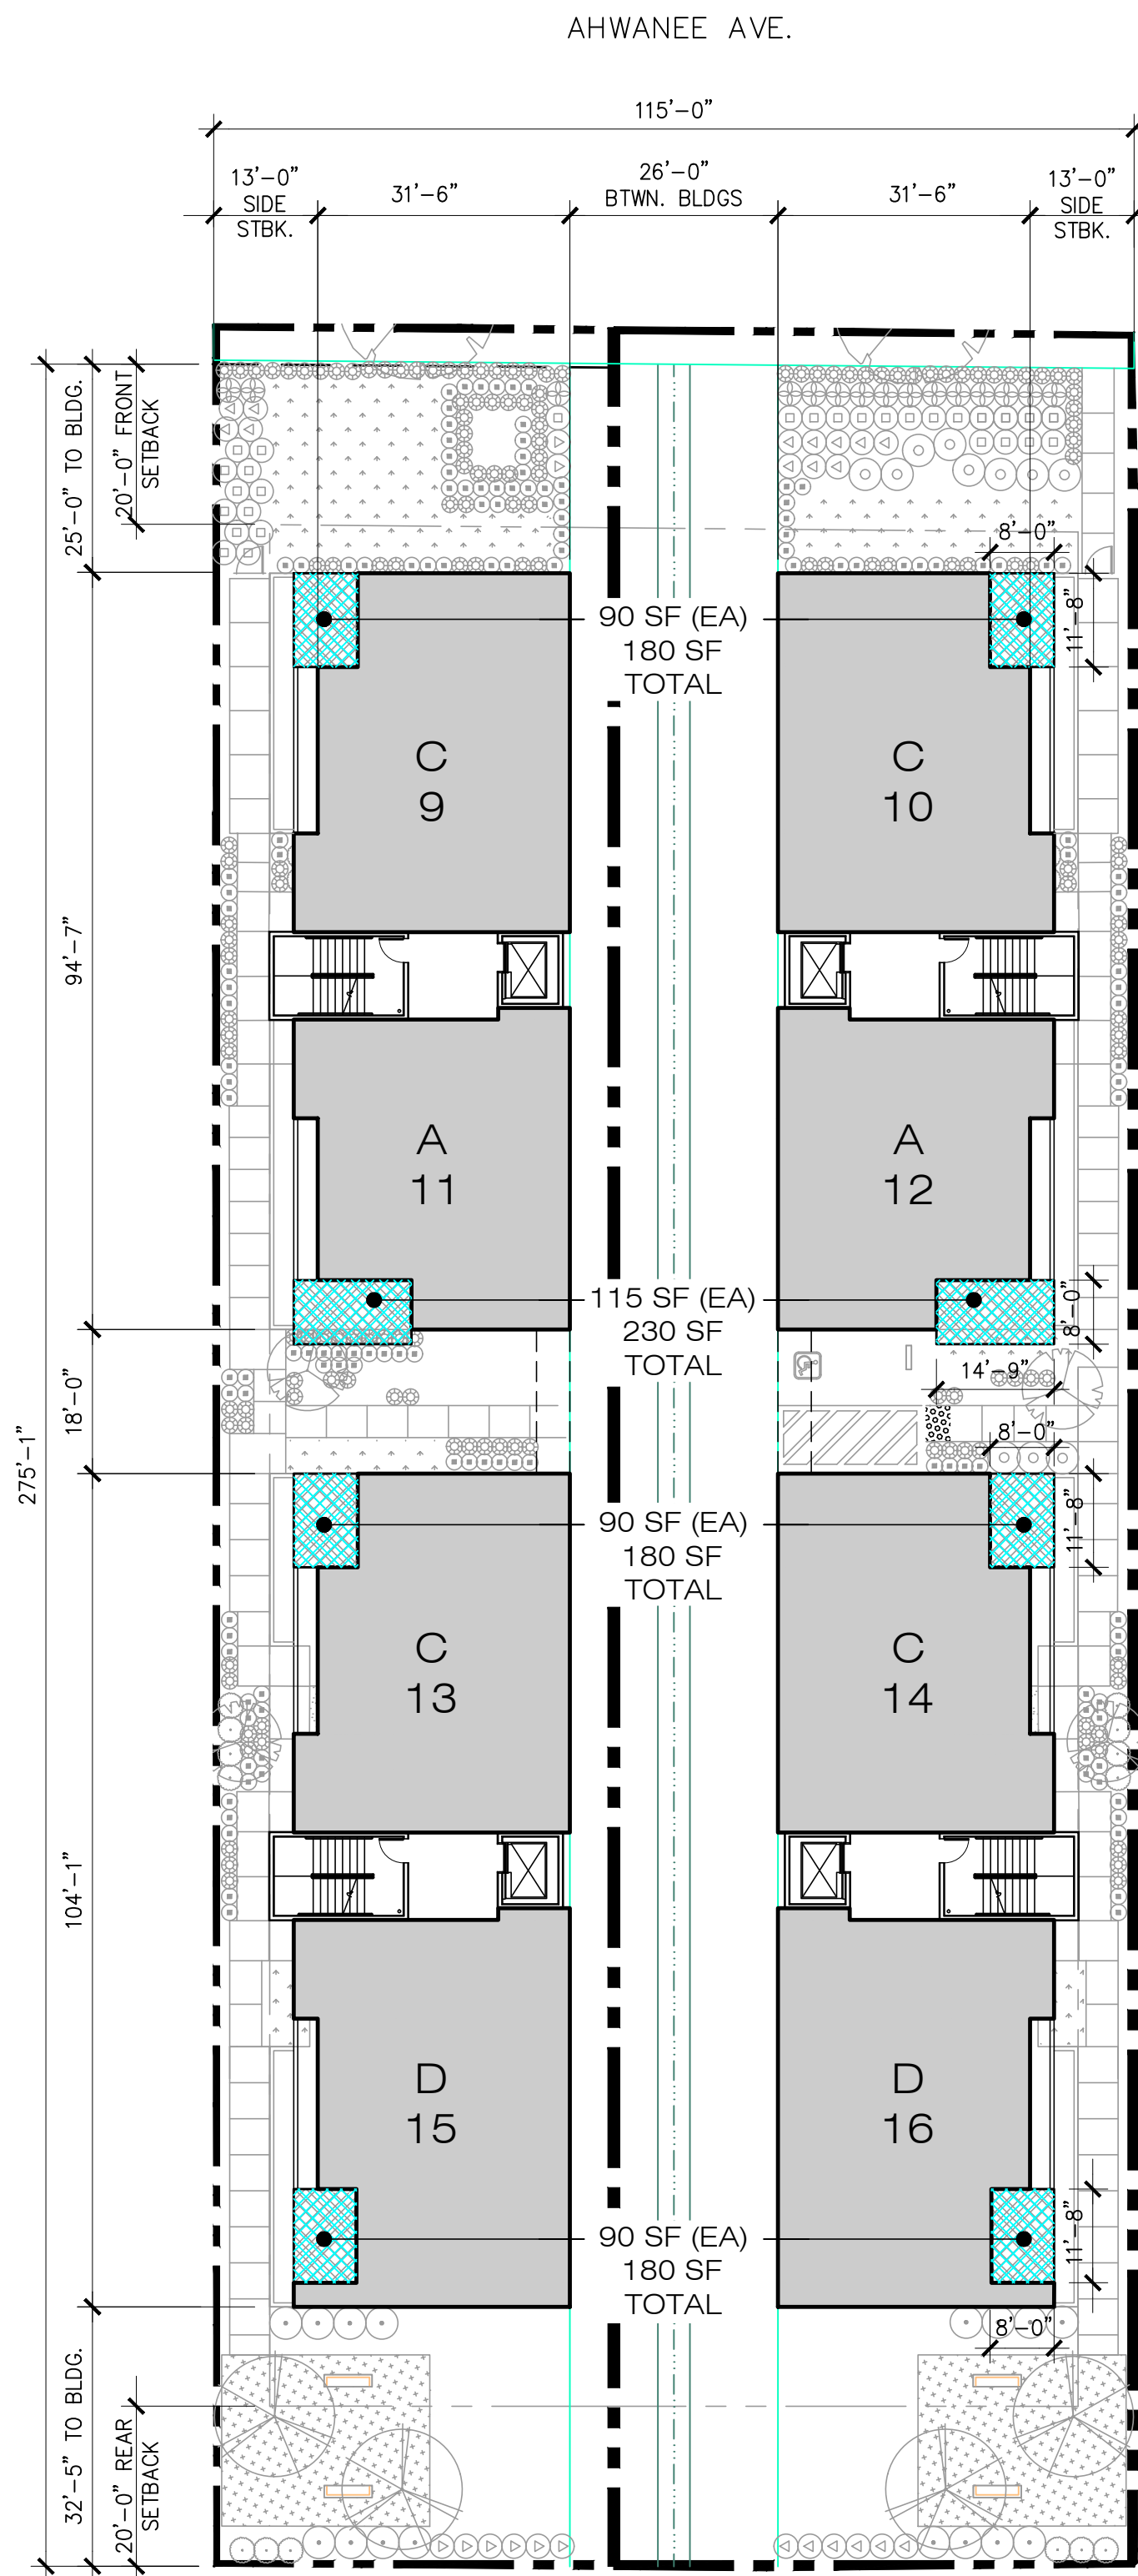 AHWANEE AVE.
115'-0"
13'-0"
SIDE
STBK.
31'-6"
26'-0"
BTWN. BLDGS
31'-6"
13'-0"
SIDE
STBK.
25'-0" TO BLDG.
20'-0" FRONT
SETBACK
8'-0"
11'-8"
90 SF (EA)
180 SF
TOTAL
C
9
C
10
94'-7"
A
11
A
12
115 SF (EA)
230 SF
TOTAL
8'-0"
14'-9"
18'-0"
275'-1"
8'-0"
11'-8"
90 SF (EA)
180 SF
TOTAL
C
13
C
14
104'-1"
D
15
D
16
90 SF (EA)
180 SF
TOTAL
11'-8"
8'-0"
32'-5" TO BLDG.
20'-0" REAR
SETBACK